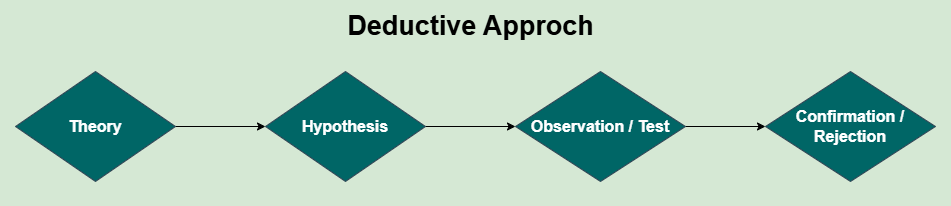 Deductive Approch
Theory
Hypothesis
Observation / Test
Confirmation /
Rejection